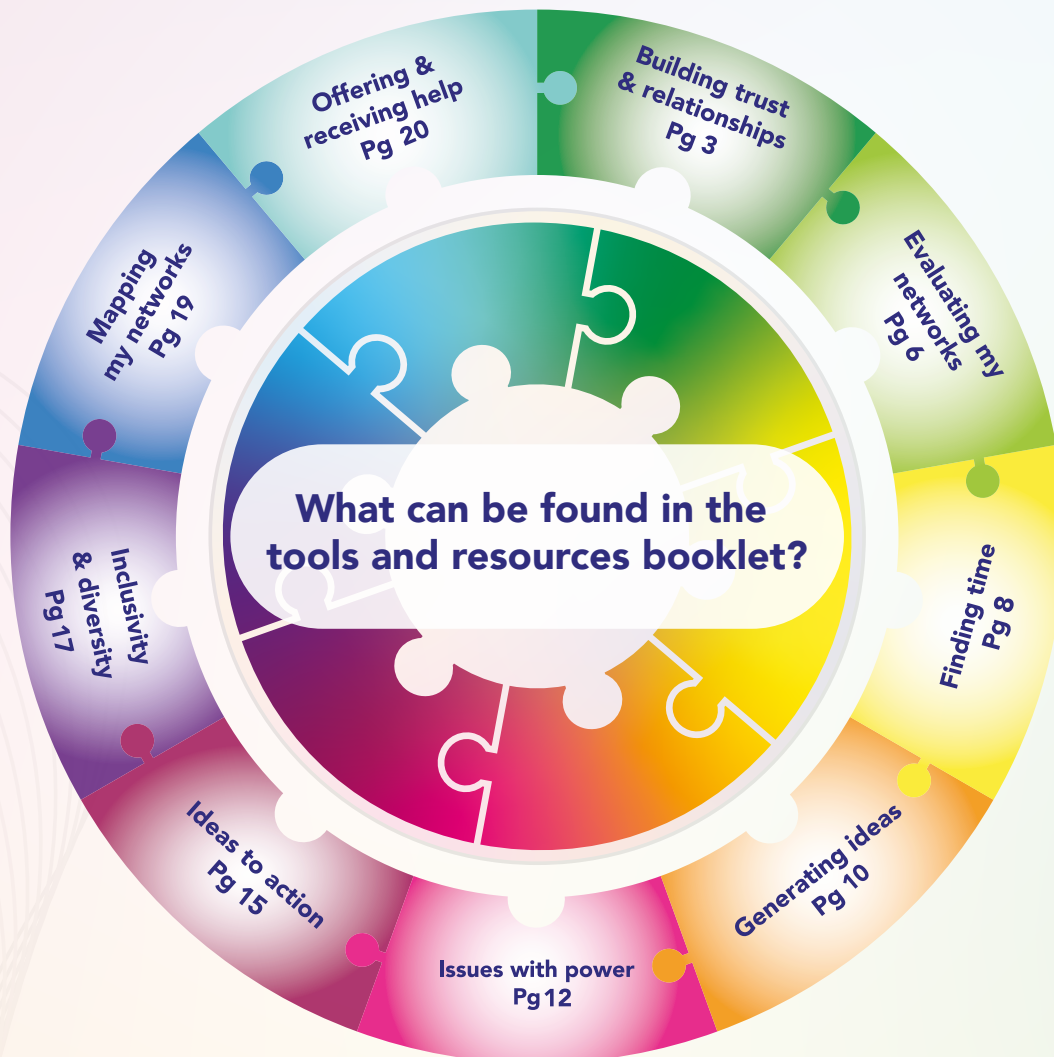 What can be found in the
tools and resources booklet?
Building trust
& relationships
Pg 3
Evaluating my
networks
Pg 6
Finding time
Pg 8
Generating ideas
Pg 10
Issues with power
Pg 12
Ideas to action
Pg 15
Inclusivity
& diversity
Pg 17
Mapping
my networks
Pg 19
Offering &
receiving help
Pg 20